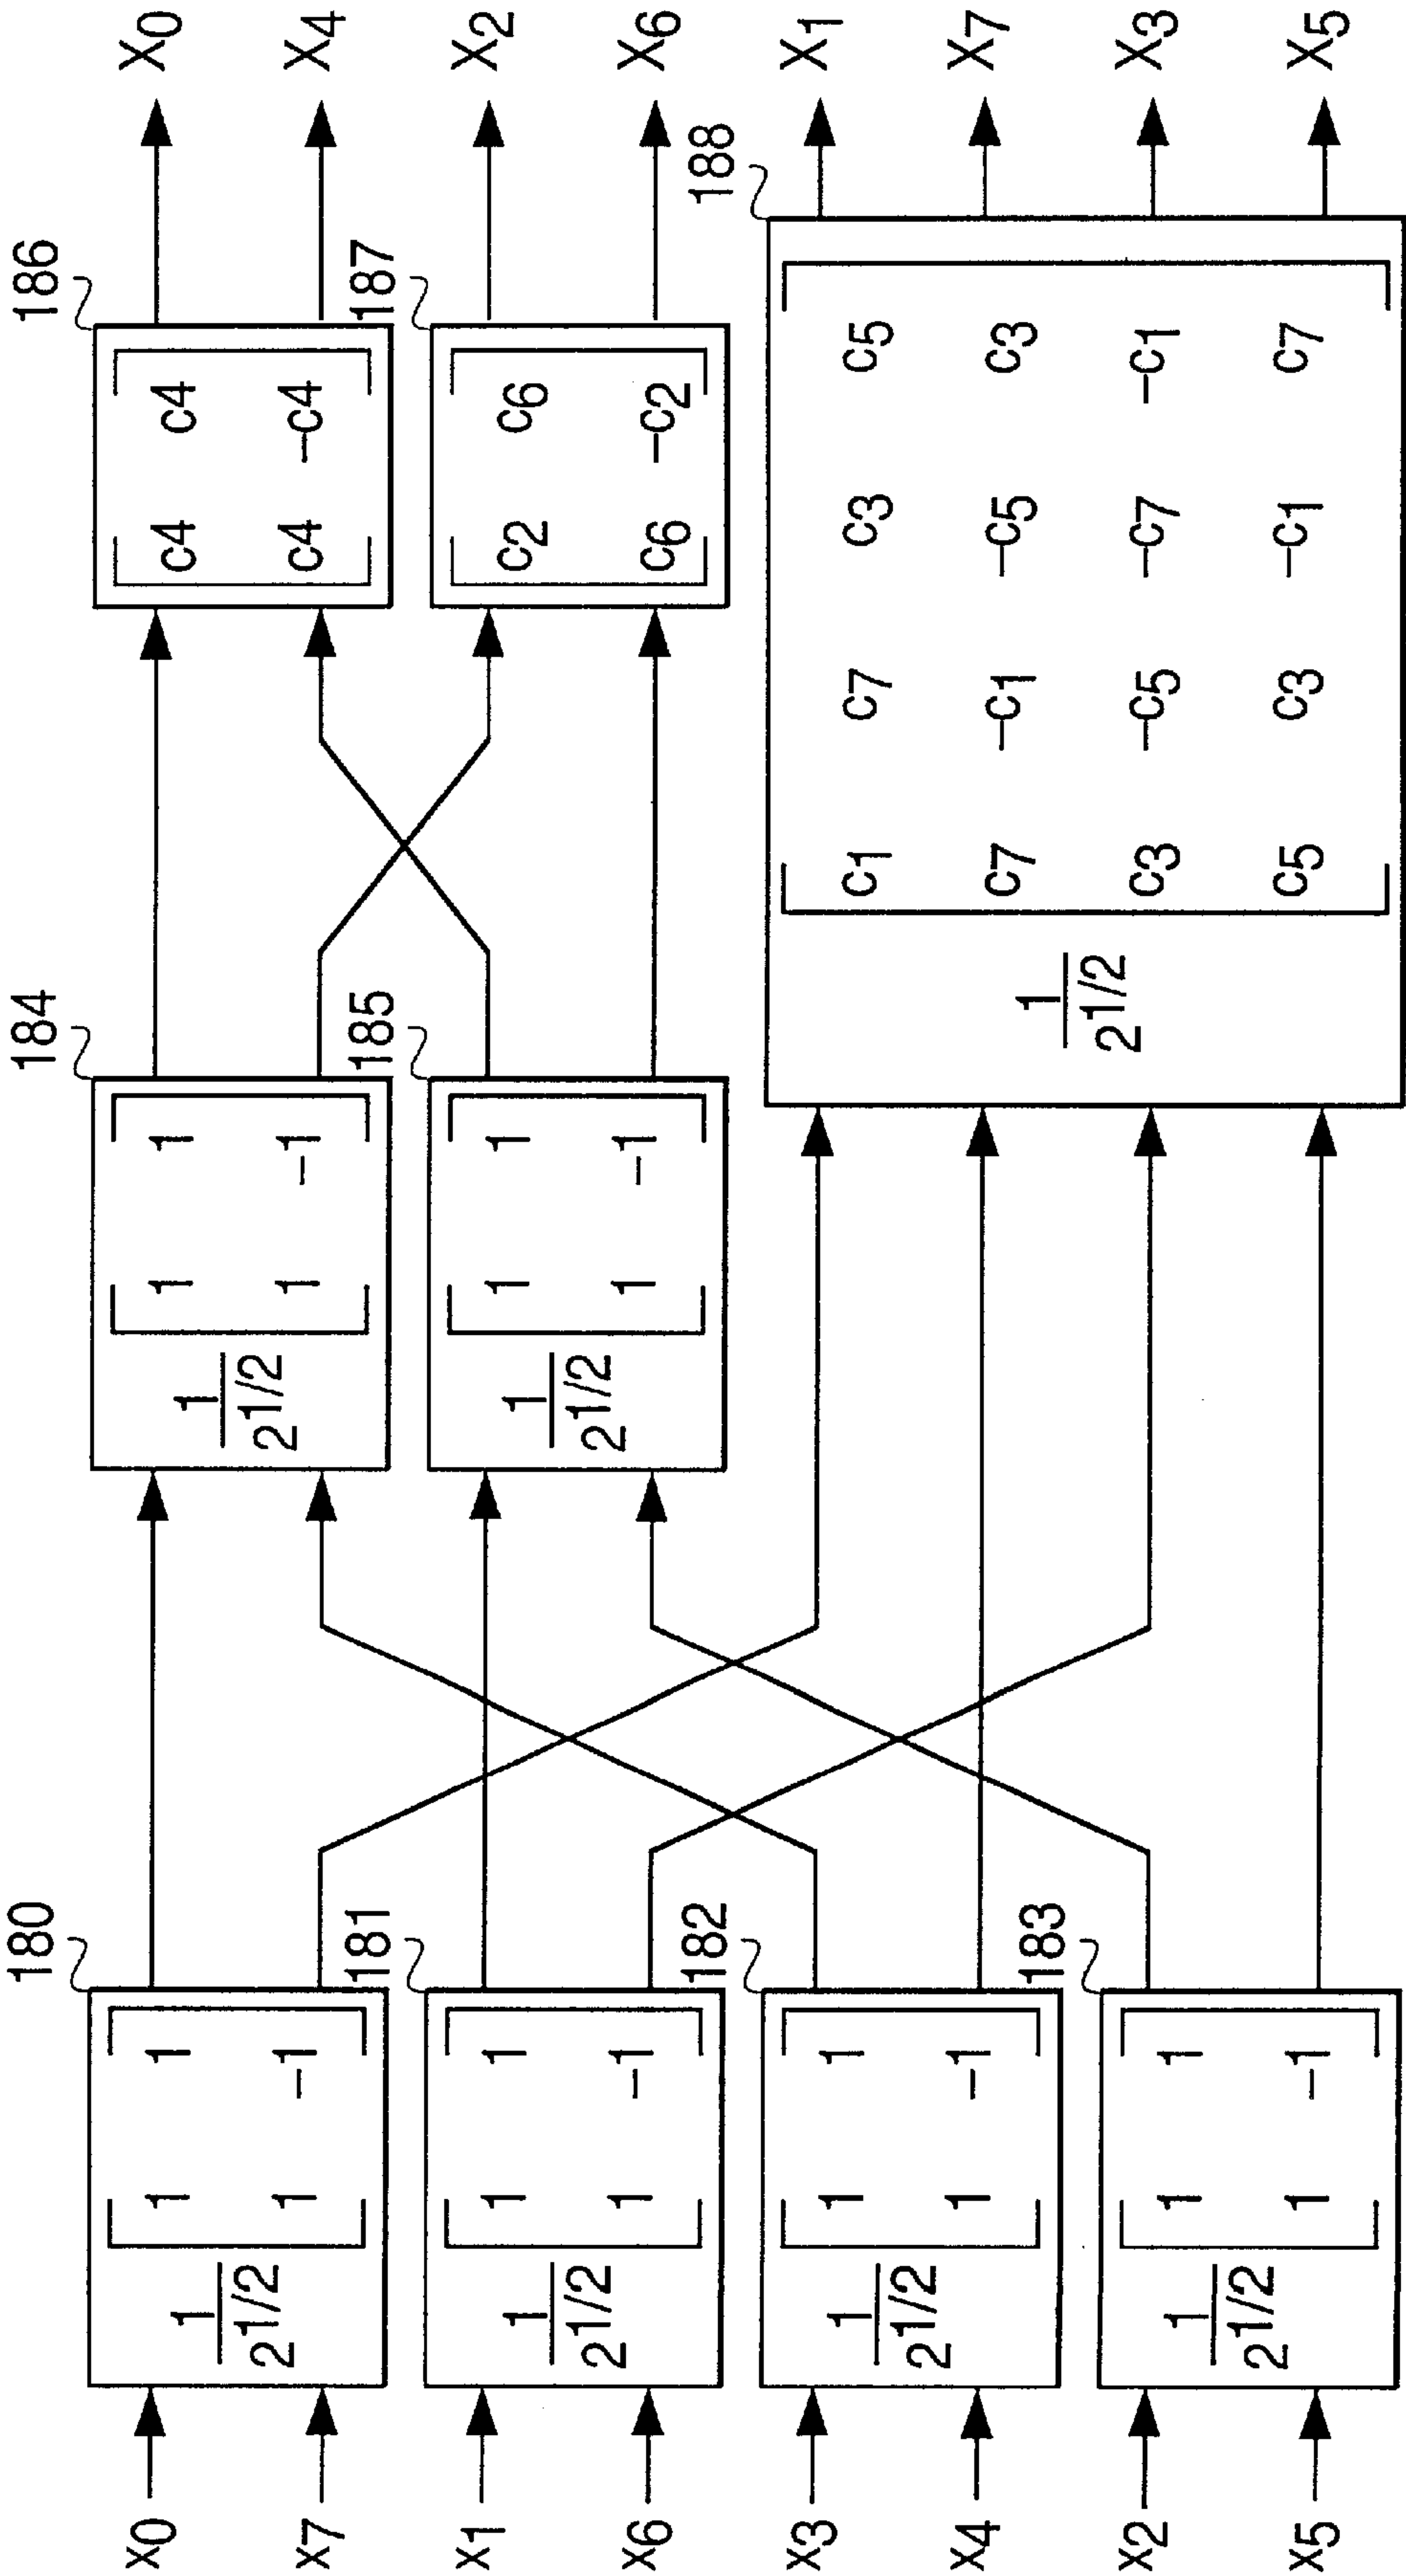 x0
x7
x1
x6
x3
x4
x2
x5
180
1
2 1/2
1 1
1 –1
181
1
2 1/2
1 1
1 –1
182
1
2 1/2
1 1
1 –1
183
1
2 1/2
1 1
1 –1
184
1
2 1/2
1 1
1 –1
185
1
2 1/2
1 1
1 –1
186
c4 c4
c4 –c4
187
c2 c6
c6 –c2
188
1
2 1/2
c1 c7 c3 c5
c7 –c1 –c5 c3
c3 –c5 –c7 –c1
c5 c3 –c1 c7
X0
X4
X2
X6
X1
X7
X3
X5